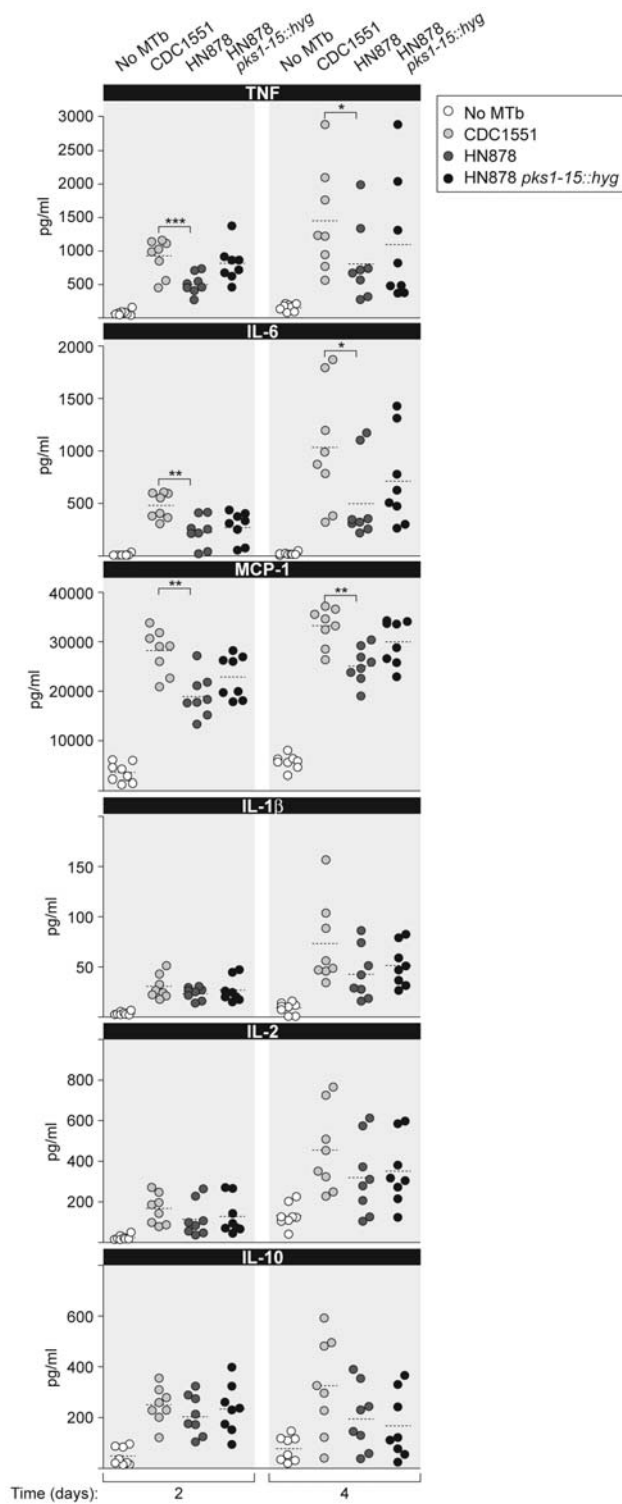 No MTb CDC1551 HN878 HN878 pks1-15::hyg No MTb CDC1551 HN878 HN878 pks1-15::hyg
No MTb
CDC1551
HN878
HN878 pks1-15::hyg
TNF
3000
2500
2000
1500
1000
500
pg/ml
***
*
IL-6
2000
1500
1000
500
pg/ml
**
*
MCP-1
40000
30000
20000
10000
pg/ml
**
**
IL-1β
150
100
50
pg/ml
IL-2
800
600
400
200
pg/ml
IL-10
600
400
200
pg/ml
Time (days): 2 4